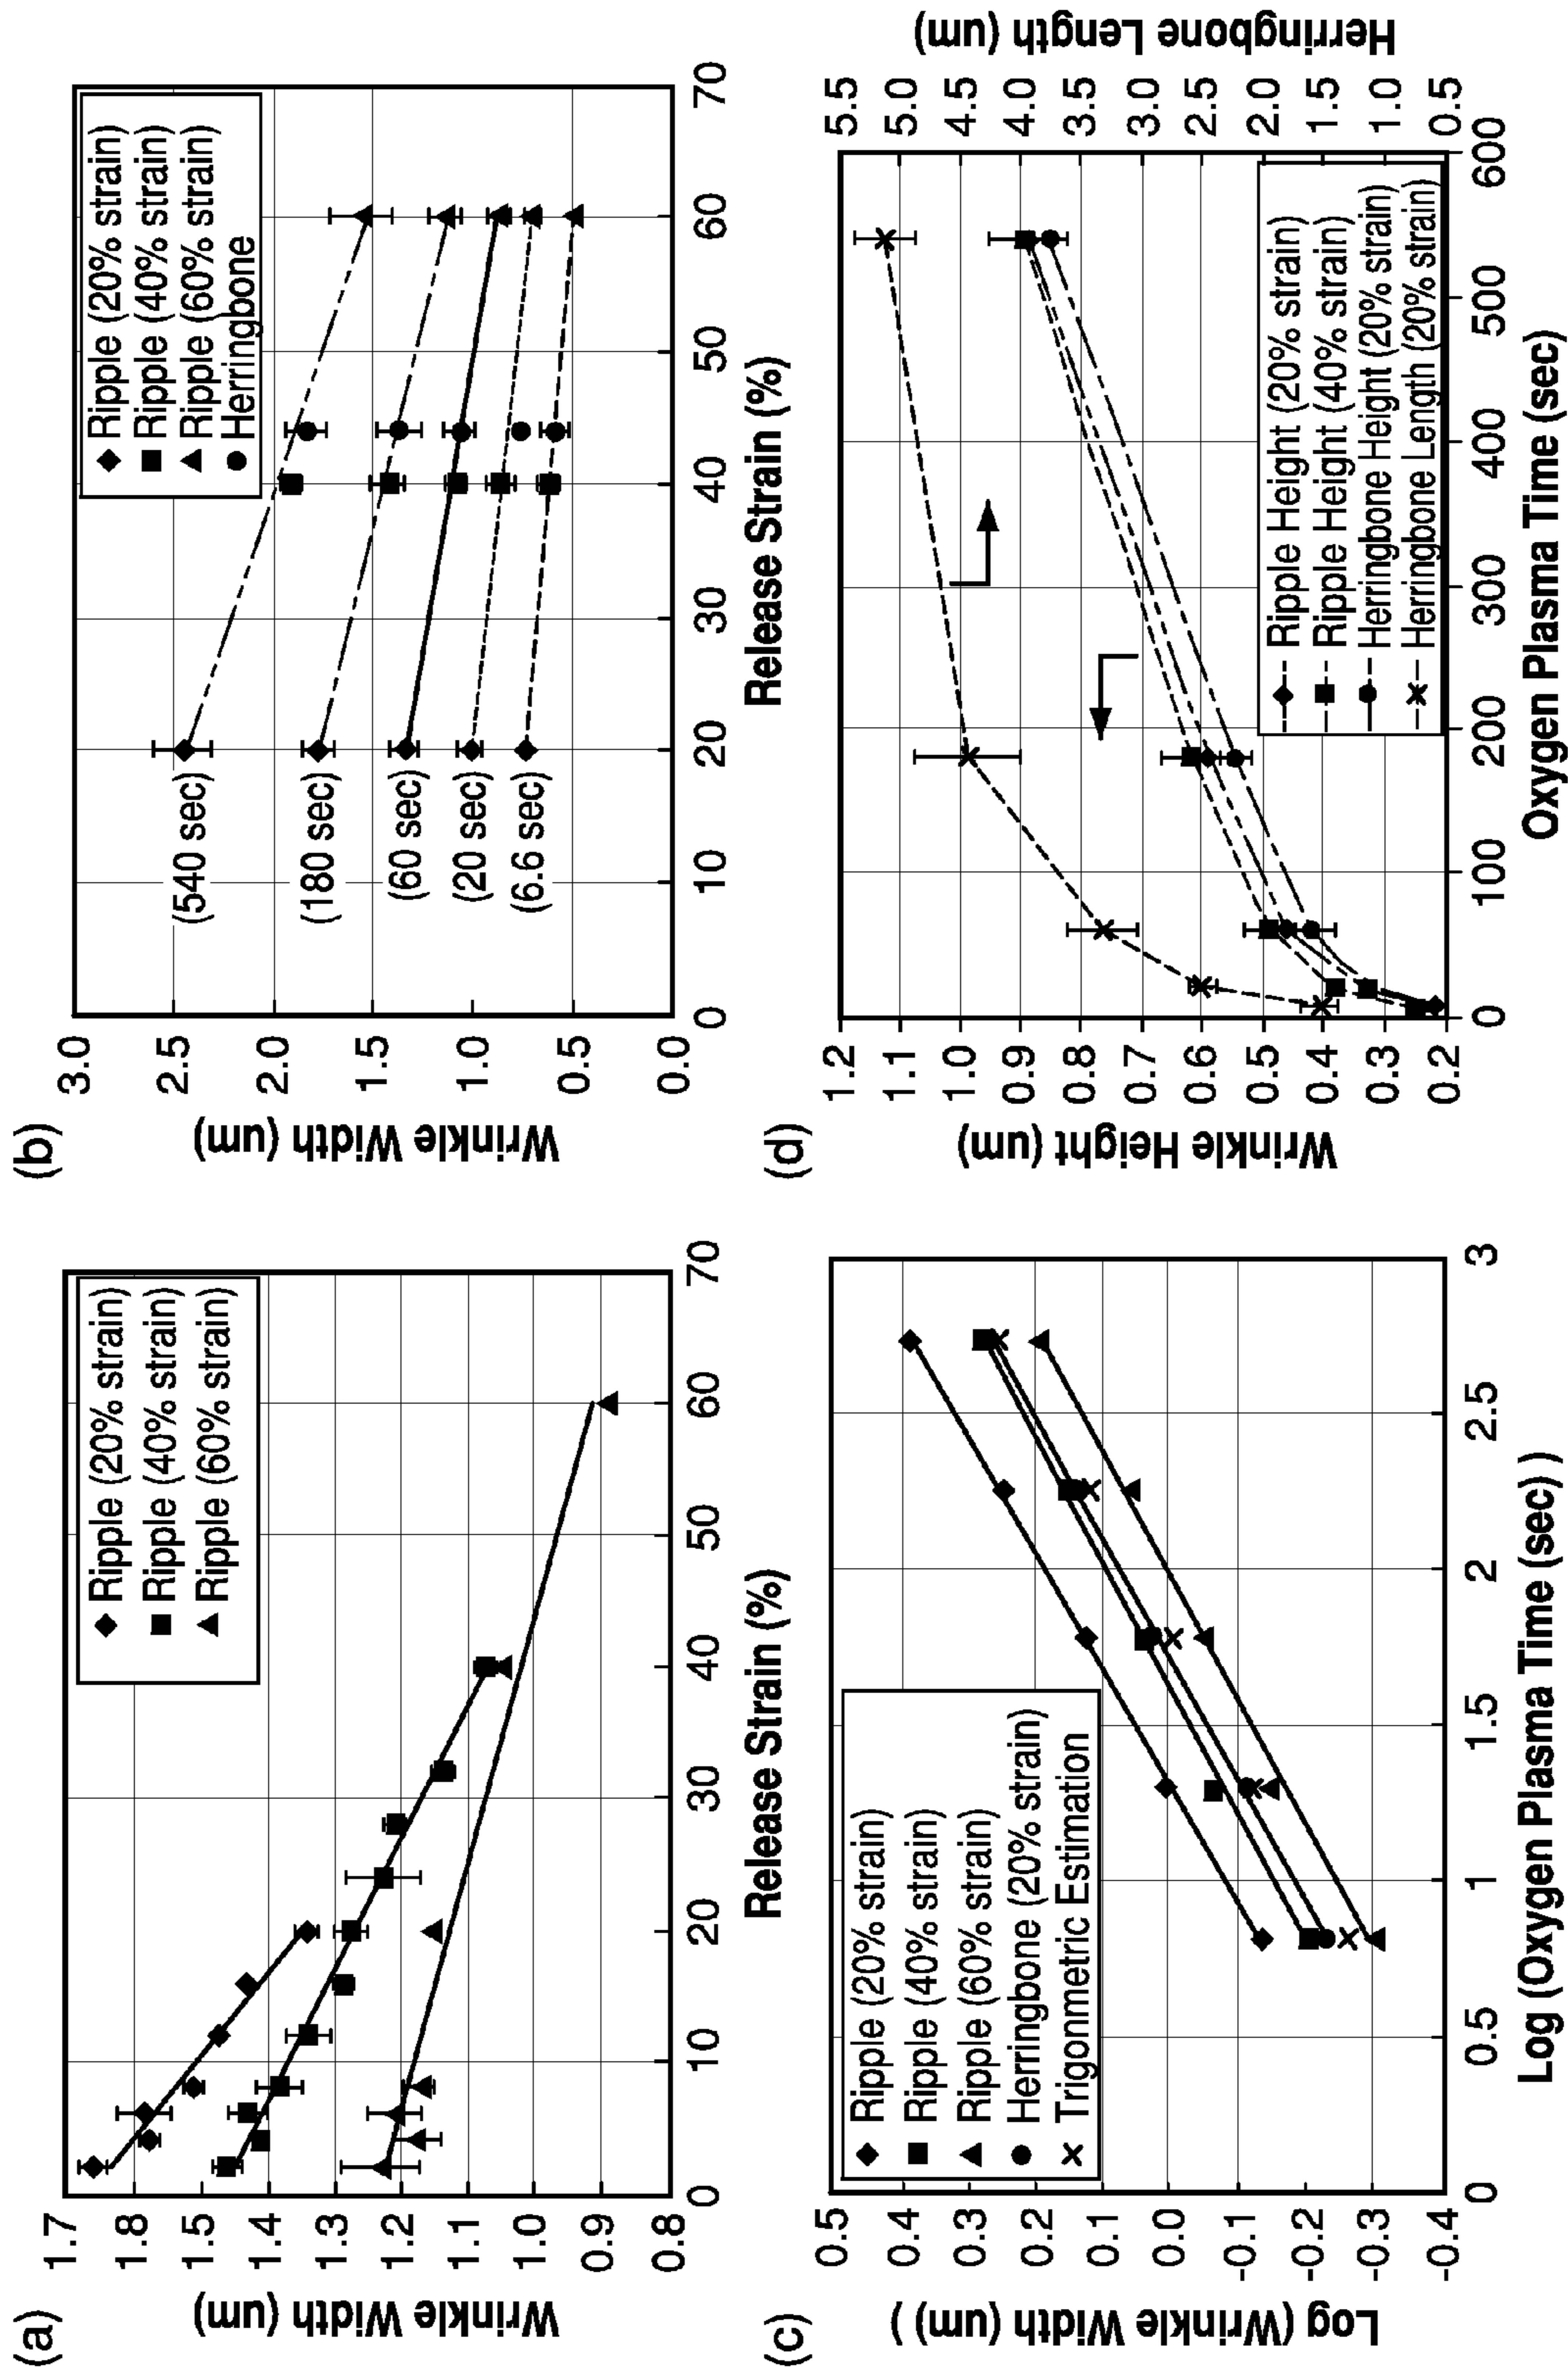 (a)
Wrinkle Width (um)
1.7
1.8
1.5
1.4
1.3
1.2
1.1
1.0
0.9
0.8
Ripple (20% strain)
Ripple (40% strain)
Ripple (60% strain)
0 10 20 30 40 50 60 70
Release Strain (%)
(b)
Wrinkle Width (um)
3.0
2.5
2.0
1.5
1.0
0.5
0.0
Ripple (20% strain)
Ripple (40% strain)
Ripple (60% strain)
Herringbone
(540 sec)
(180 sec)
(60 sec)
(20 sec)
(6.6 sec)
0 10 20 30 40 50 60 70
Release Strain (%)
(c)
Log (Wrinkle Width (um) )
0.5
0.4
0.3
0.2
0.1
0.0
-0.1
-0.2
-0.3
-0.4
Ripple (20% strain)
Ripple (40% strain)
Ripple (60% strain)
Herringbone (20% strain)
Trigonmetric Estimation
0 0.5 1 1.5 2 2.5 3
Log (Oxygen Plasma Time (sec) )
(d)
Wrinkle Height (um)
1.2
1.1
1.0
0.9
0.8
0.7
0.6
0.5
0.4
0.3
0.2
Ripple Height (20% strain)
Ripple Height (40% strain)
Herringbone Height (20% strain)
Herringbone Length (20% strain)
5.5
5.0
4.5
4.0
3.5
3.0
2.5
2.0
1.5
1.0
0.5
Herringbone Length (um)
0 100 200 300 400 500 600
Oxygen Plasma Time (sec)